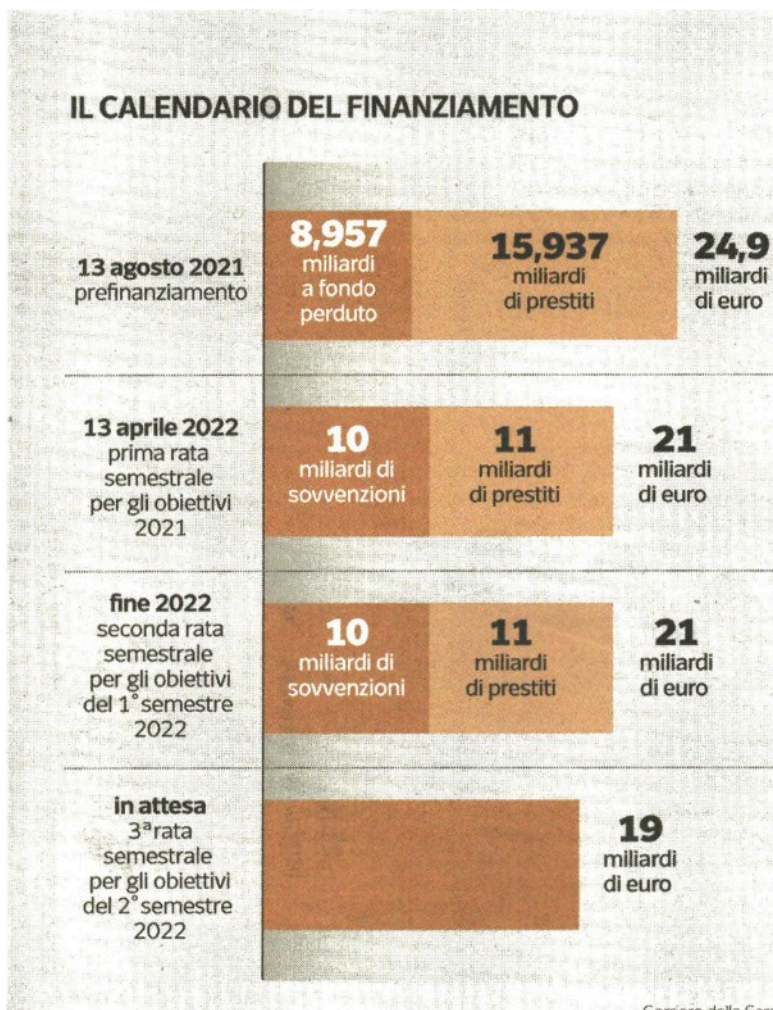 IL CALENDARIO DEL FINANZIAMENTO
13 agosto 2021
prefinanziamento
8,957
miliardi
a fondo
perduto
15,937
miliardi
di prestiti
24,9
miliardi
di euro
13 aprile 2022
prima rata
semestrale
per gli obiettivi
2021
10
miliardi di
sovvenzioni
11
miliardi
di prestiti
21
miliardi
di euro
fine 2022
seconda rata
semestrale
per gli obiettivi
del 1° semestre
2022
10
miliardi di
sovvenzioni
11
miliardi
di prestiti
21
miliardi
di euro
in attesa
3ª rata
semestrale
per gli obiettivi
del 2° semestre
2022
19
miliardi
di euro